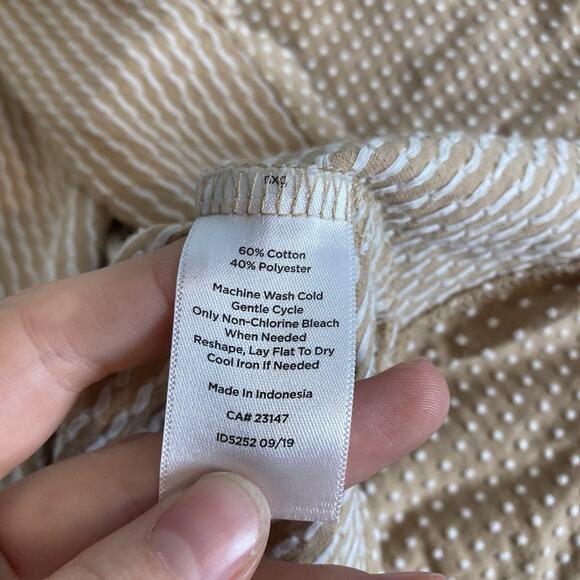 60% Cotton
40% Polyester
Machine Wash Cold
Gentle Cycle
Only Non-Chlorine Bleach
When Needed
Reshape, Lay Flat To Dry
Cool Iron If Needed
Made In Indonesia
CA# 23147
ID5252 09/19